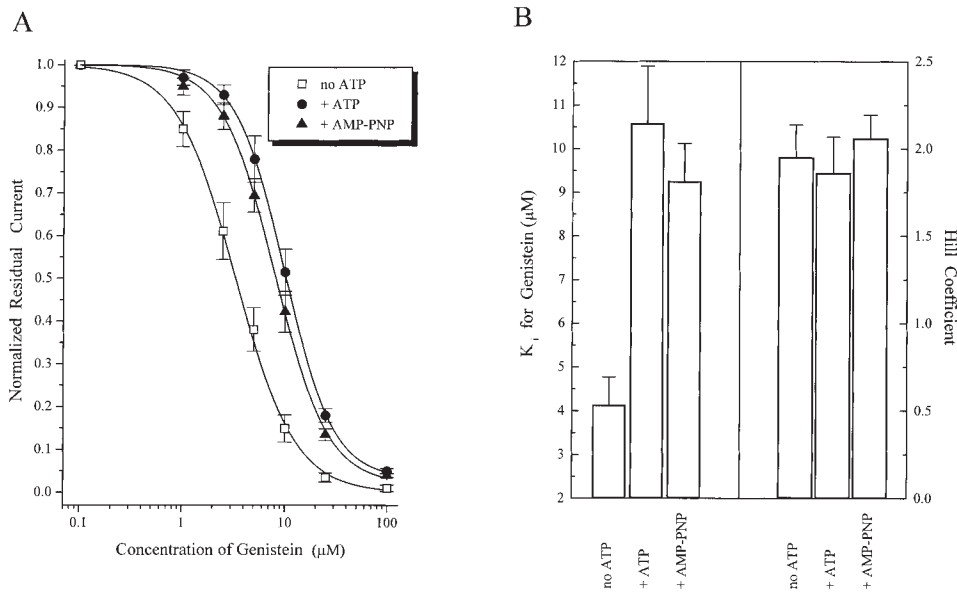 A
Normalized Residual Current
1.0
0.9
0.8
0.7
0.6
0.5
0.4
0.3
0.2
0.1
0.0
0.1
1
10
100
Concentration of Genistein (μM)
no ATP
+ ATP
+ AMP-PNP
B
K i for Genistein (μM)
12
11
10
9
8
7
6
5
4
3
2
2.5
2.0
1.5
1.0
0.5
0.0
Hill Coefficient
no ATP
+ ATP
+ AMP-PNP
no ATP
+ ATP
+ AMP-PNP